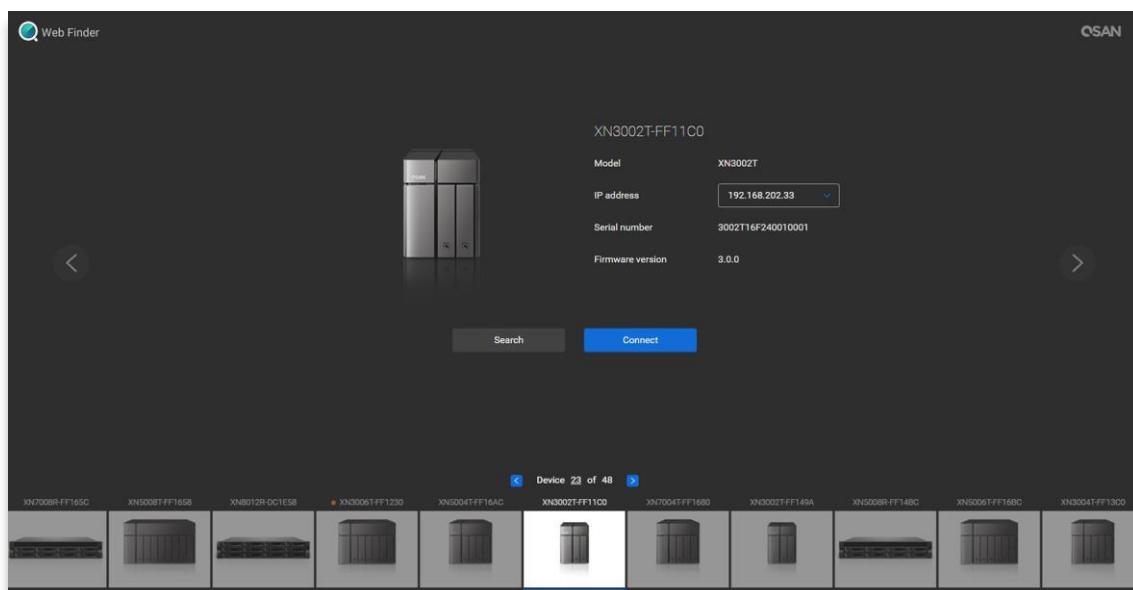 Web Finder
QSAN
XN3002T-FF11C0
Model XN3002T
IP address 192.168.202.33
Serial number 3002T16F240010001
Firmware version 3.0.0
Search Connect
Device 23 of 48
XN7008R-FF165C XN5008T-FF1658 XN8012R-DC1E58 XN3006T-FF1230 XN5004T-FF16AC XN3002T-FF11C0 XN7004T-FF1680 XN3002T-FF149A XN5008R-FF148C XN5006T-FF16BC XN3004T-FF13C0